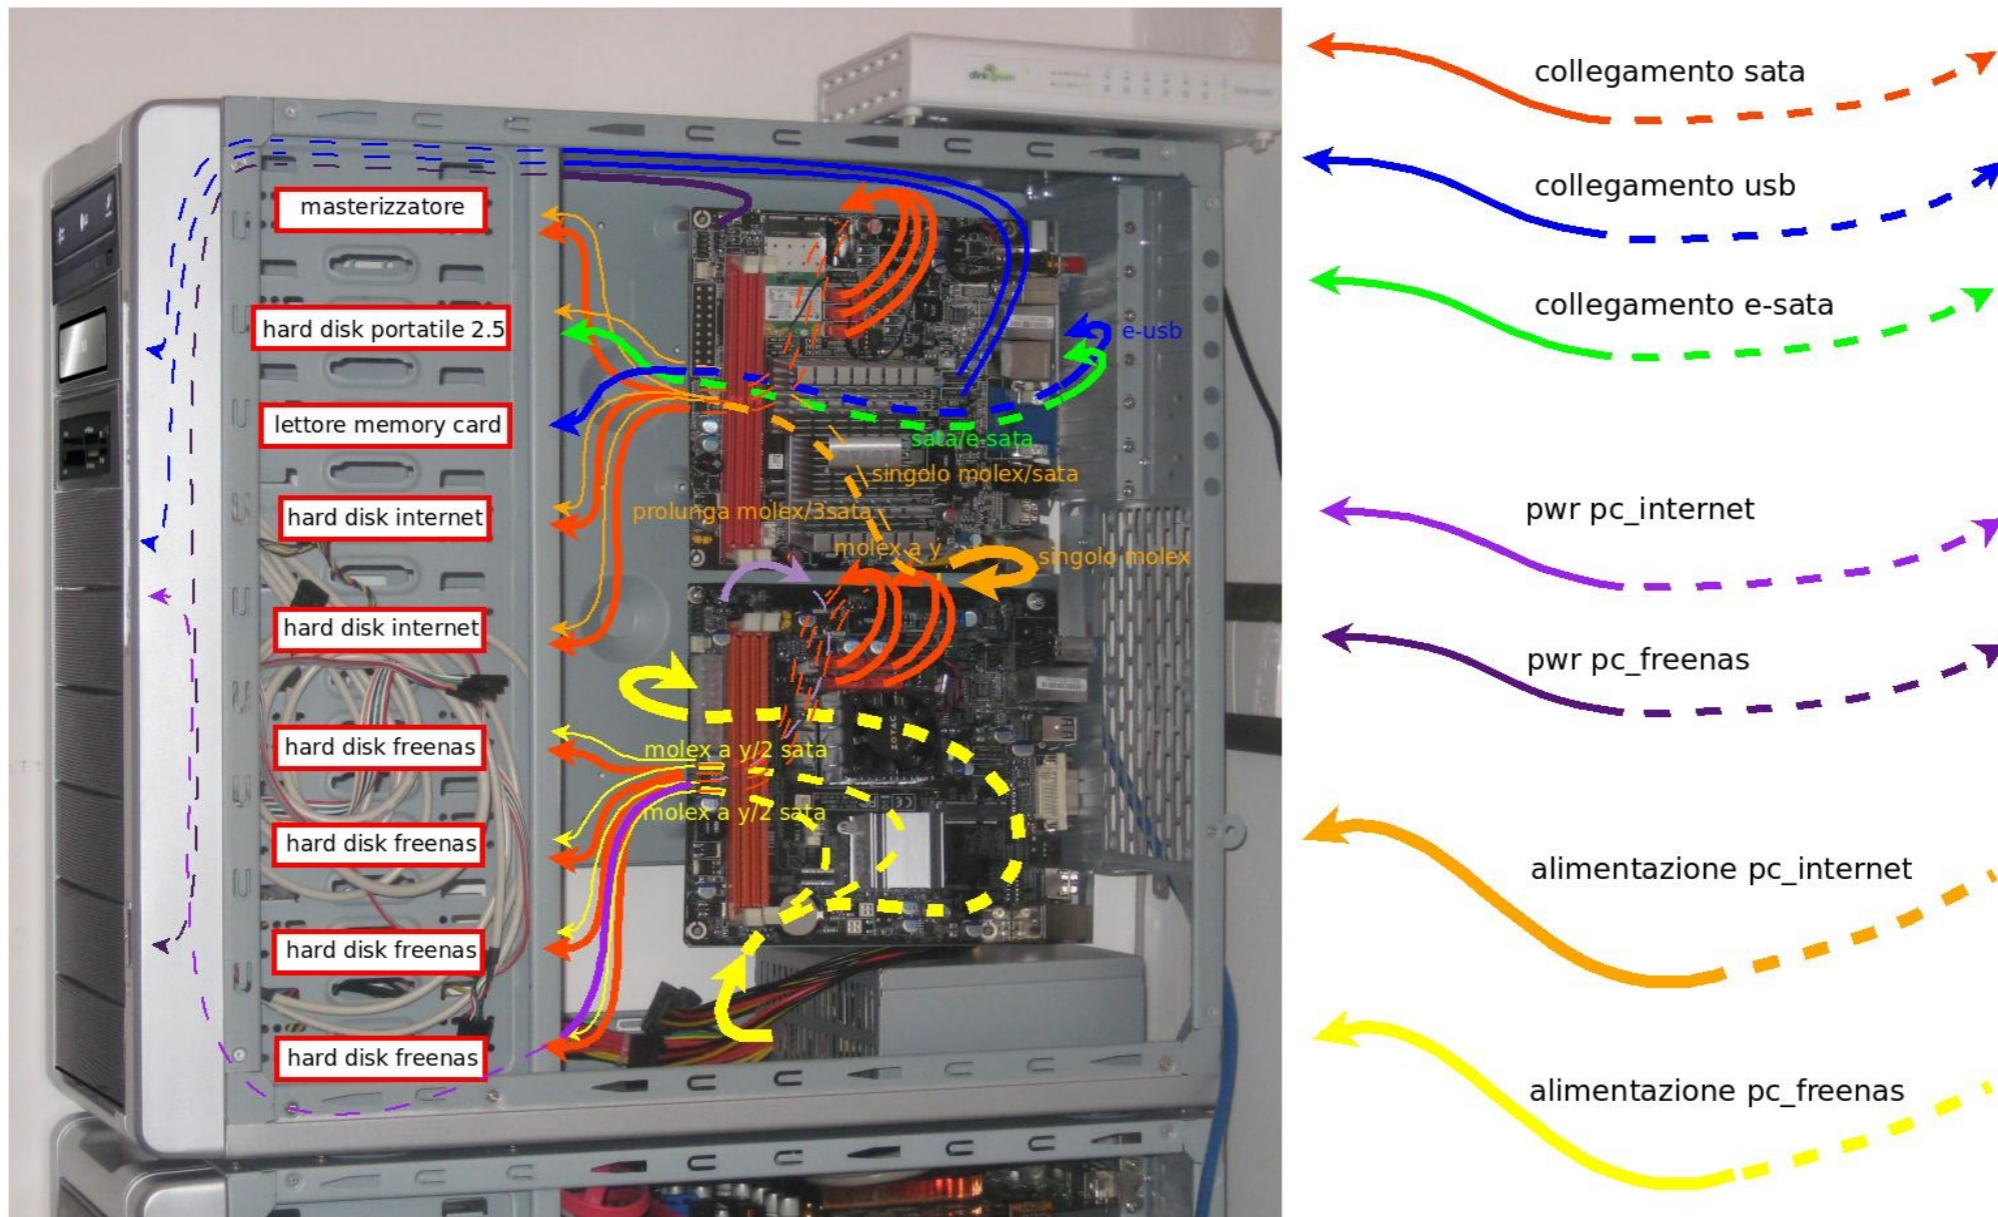 dlinkgreen
masterizzatore
hard disk portatile 2.5
lettore memory card
hard disk internet
hard disk internet
hard disk freenas
hard disk freenas
hard disk freenas
hard disk freenas
e-usb
sata/e-sata
singolo molex/sata
prolunga molex/3sata
molex a y
singolo molex
molex a y/2 sata
molex a y/2 sata
ZOTAC
collegamento sata
collegamento usb
collegamento e-sata
pwr pc_internet
pwr pc_freenas
alimentazione pc_internet
alimentazione pc_freenas